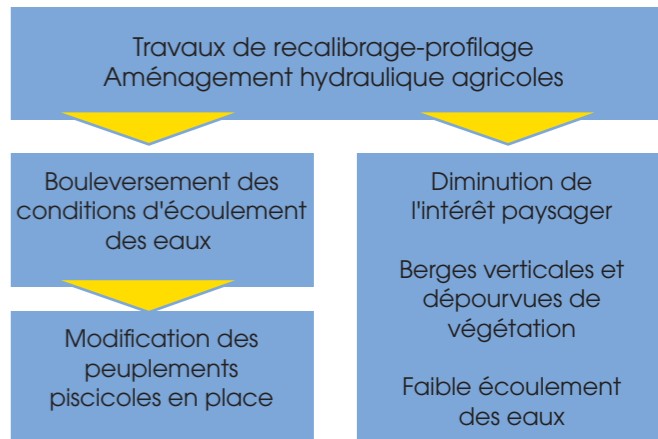 Travaux de recalibrage-profilage
Aménagement hydraulique agricoles
Bouleversement des
conditions d'écoulement
des eaux
Modification des
peuplements
piscicoles en place
Diminution de
l'intérêt paysager
Berges verticales et
dépourvues de
végétation
Faible écoulement
des eaux